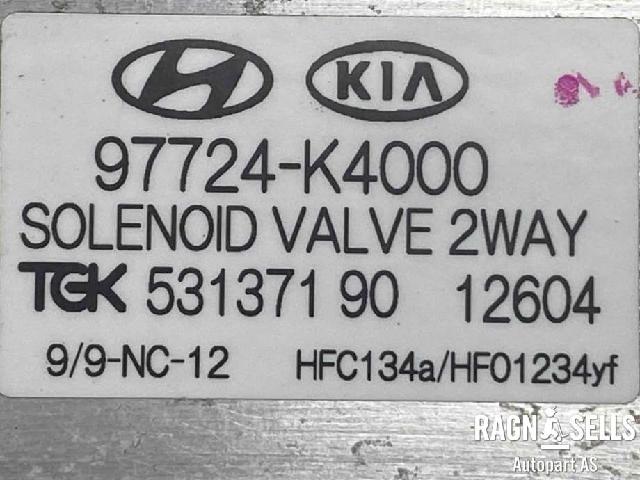 KIA
97724-K4000
SOLENOID VALVE 2WAY
TGK 531371 90 12604
9/9-NC-12 HFC134a/HFO1234yf
RAGN SELLS
Autopart AS